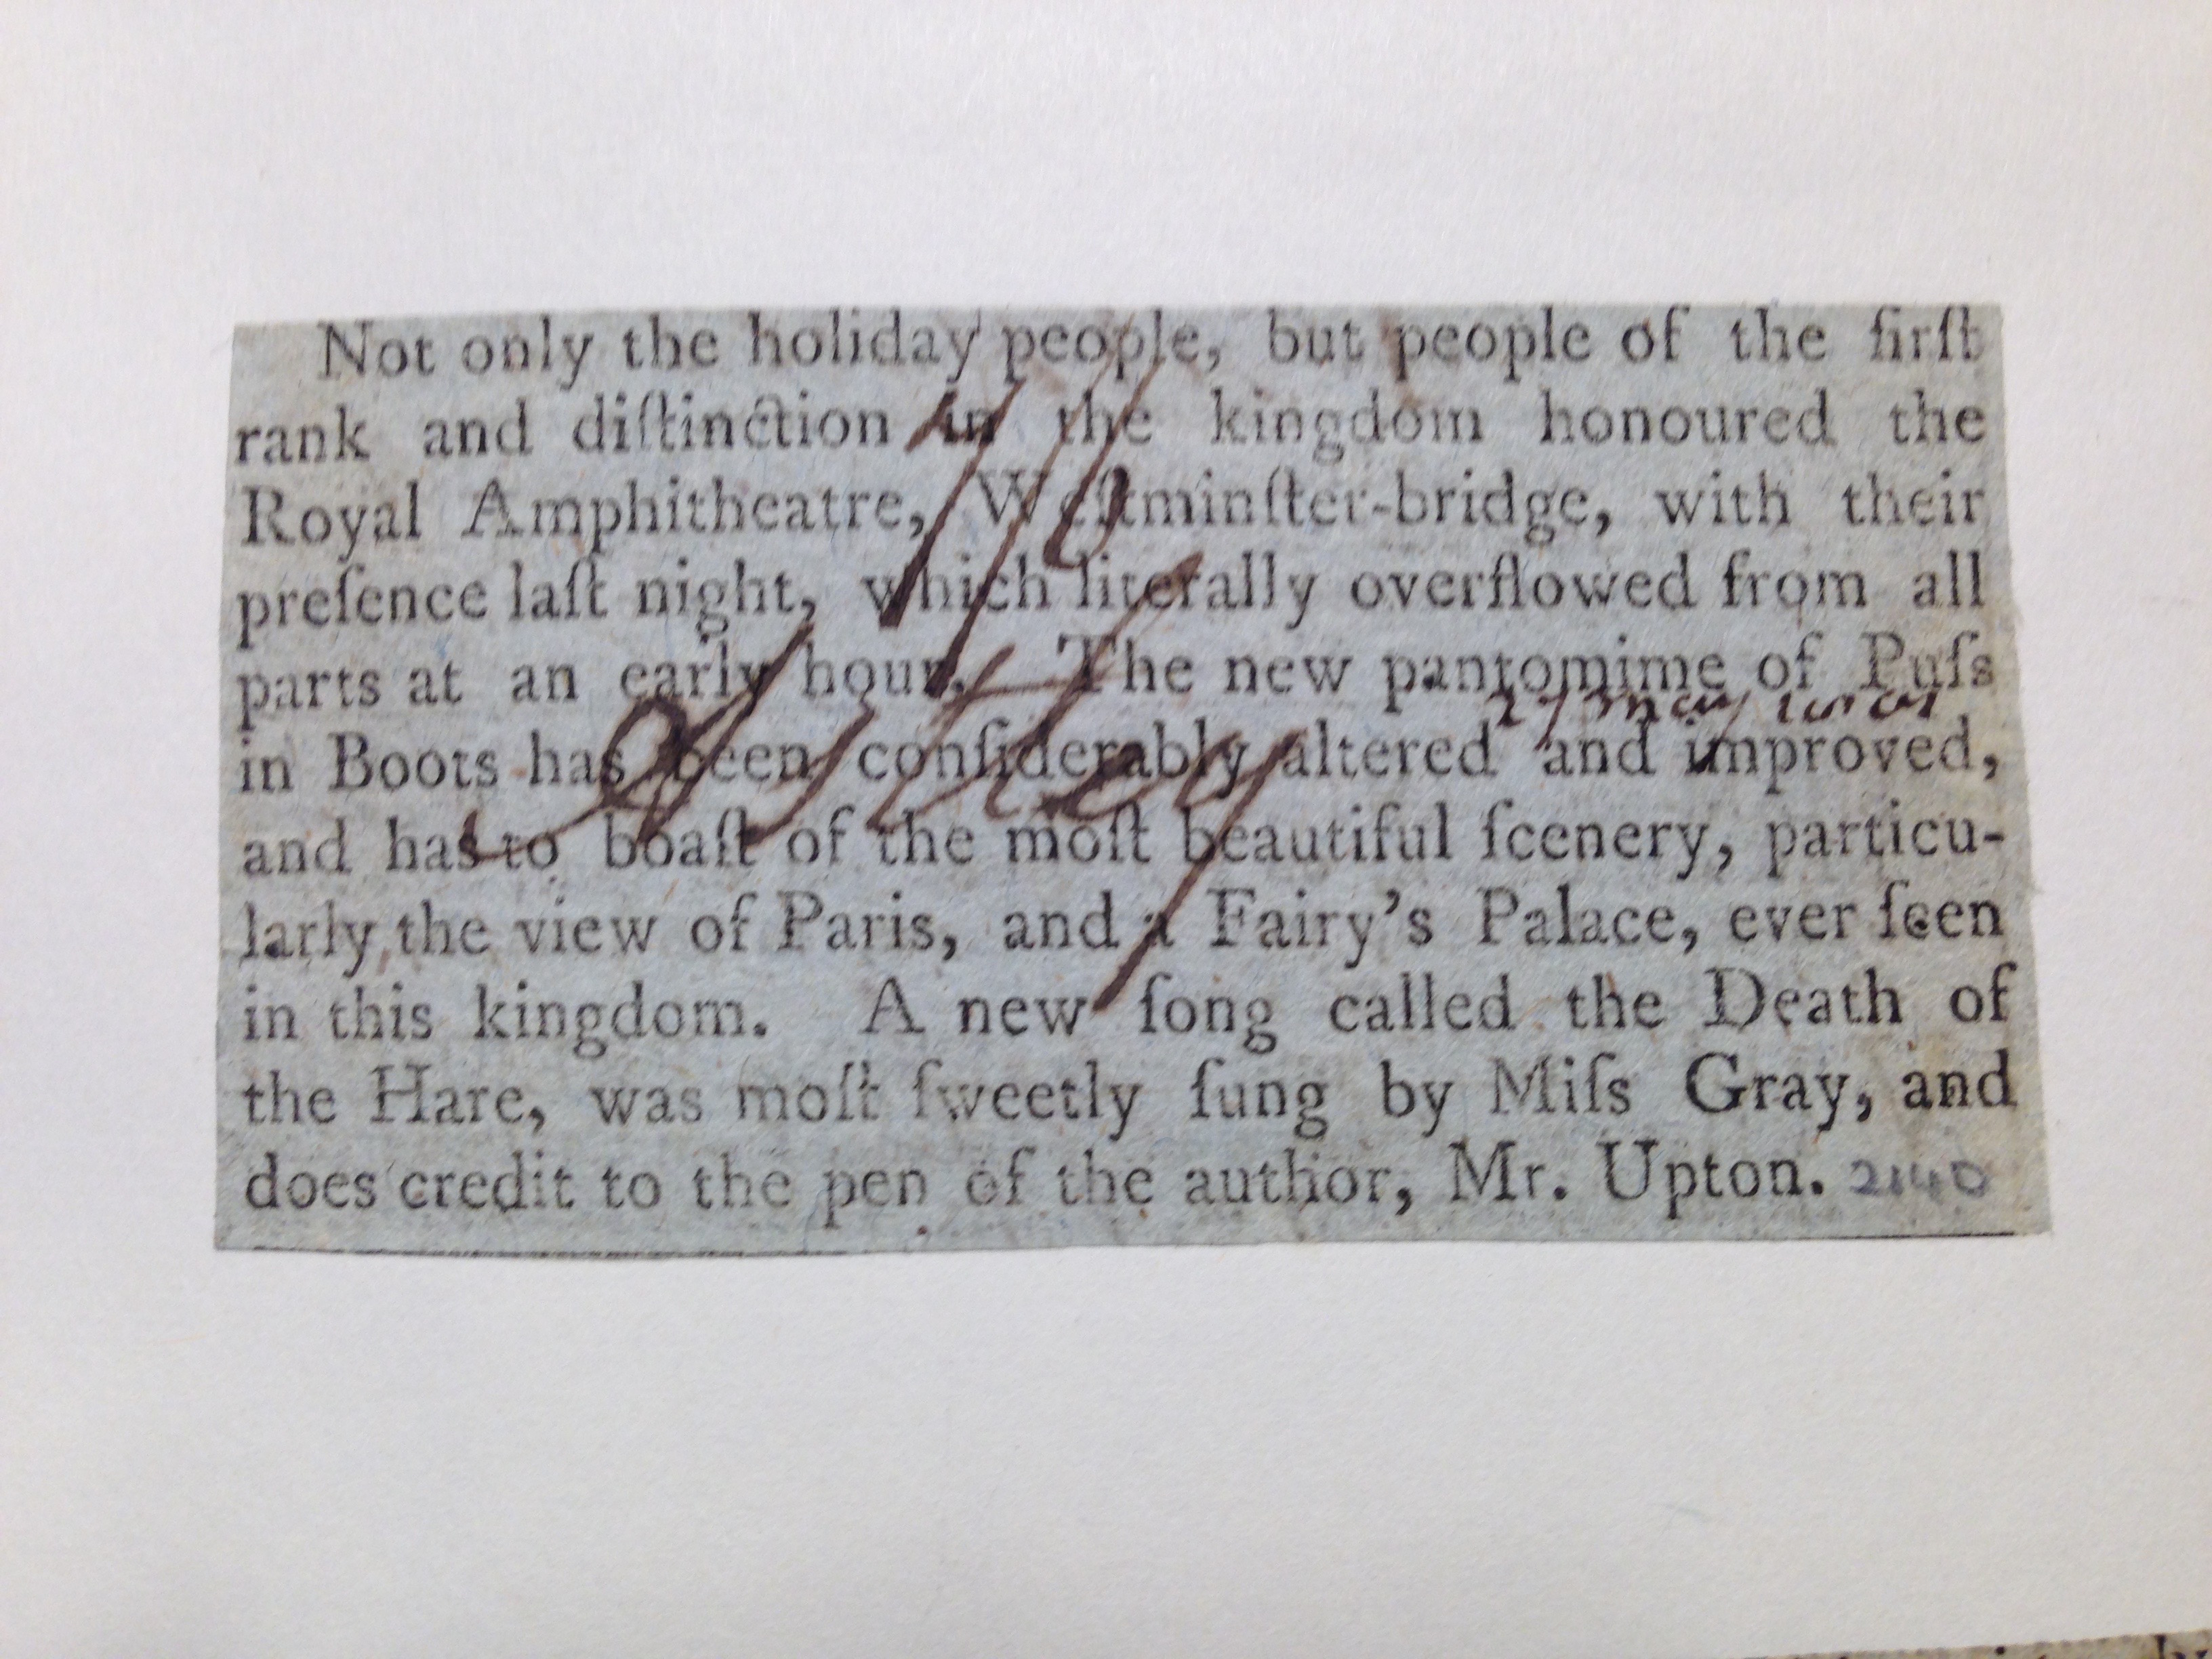 Not only the holiday people, but people of the firſt
rank and diſtinction in the kingdom honoured the
Royal Amphitheatre, Weſtminſter-bridge, with their
preſence laſt night, which literally overflowed from all
parts at an early hour. The new pantomime of Puſs
in Boots has been conſiderably altered and improved,
and has to boaſt of the moſt beautiful ſcenery, particu-
larly the view of Paris, and a Fairy's Palace, ever ſeen
in this kingdom. A new ſong called the Death of
the Hare, was moſt ſweetly ſung by Miſs Gray, and
does credit to the pen of the author, Mr. Upton. 2140
Astley
27 may